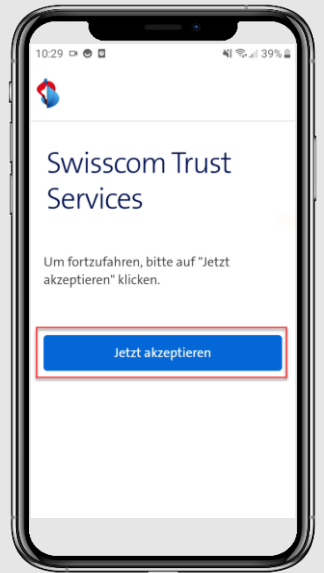 10:29 39%
Swisscom Trust
Services
Um fortzufahren, bitte auf "Jetzt
akzeptieren" klicken.
Jetzt akzeptieren